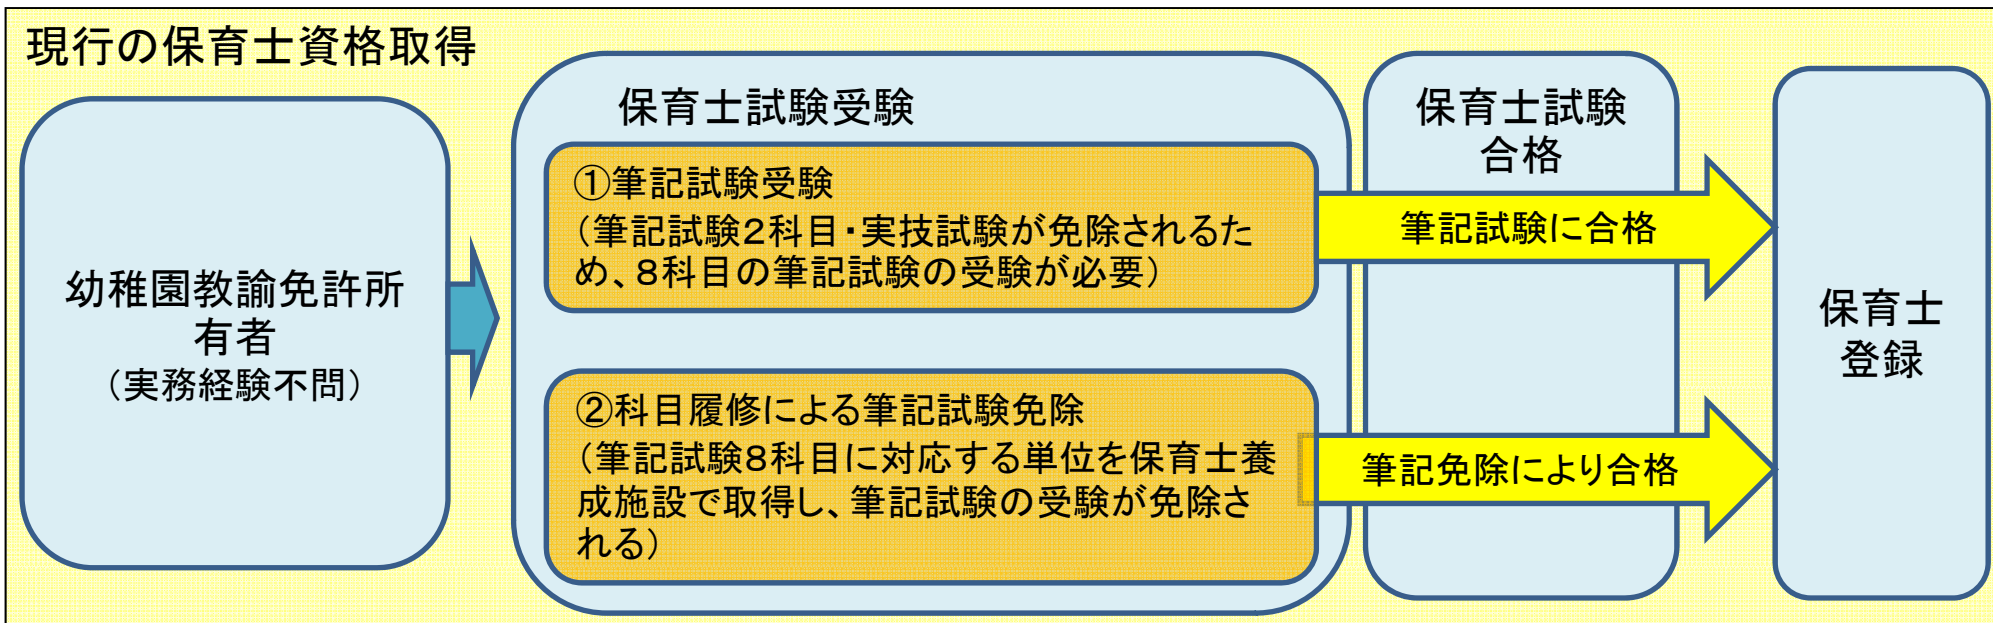 現行の保育士資格取得
幼稚園教諭免許所
有者
（実務経験不問）
保育士試験受験
①筆記試験受験
（筆記試験２科目・実技試験が免除されるた
め、８科目の筆記試験の受験が必要）
②科目履修による筆記試験免除
（筆記試験８科目に対応する単位を保育士養
成施設で取得し、筆記試験の受験が免除さ
れる）
保育士試験
合格
筆記試験に合格
筆記免除により合格
保育士
登録